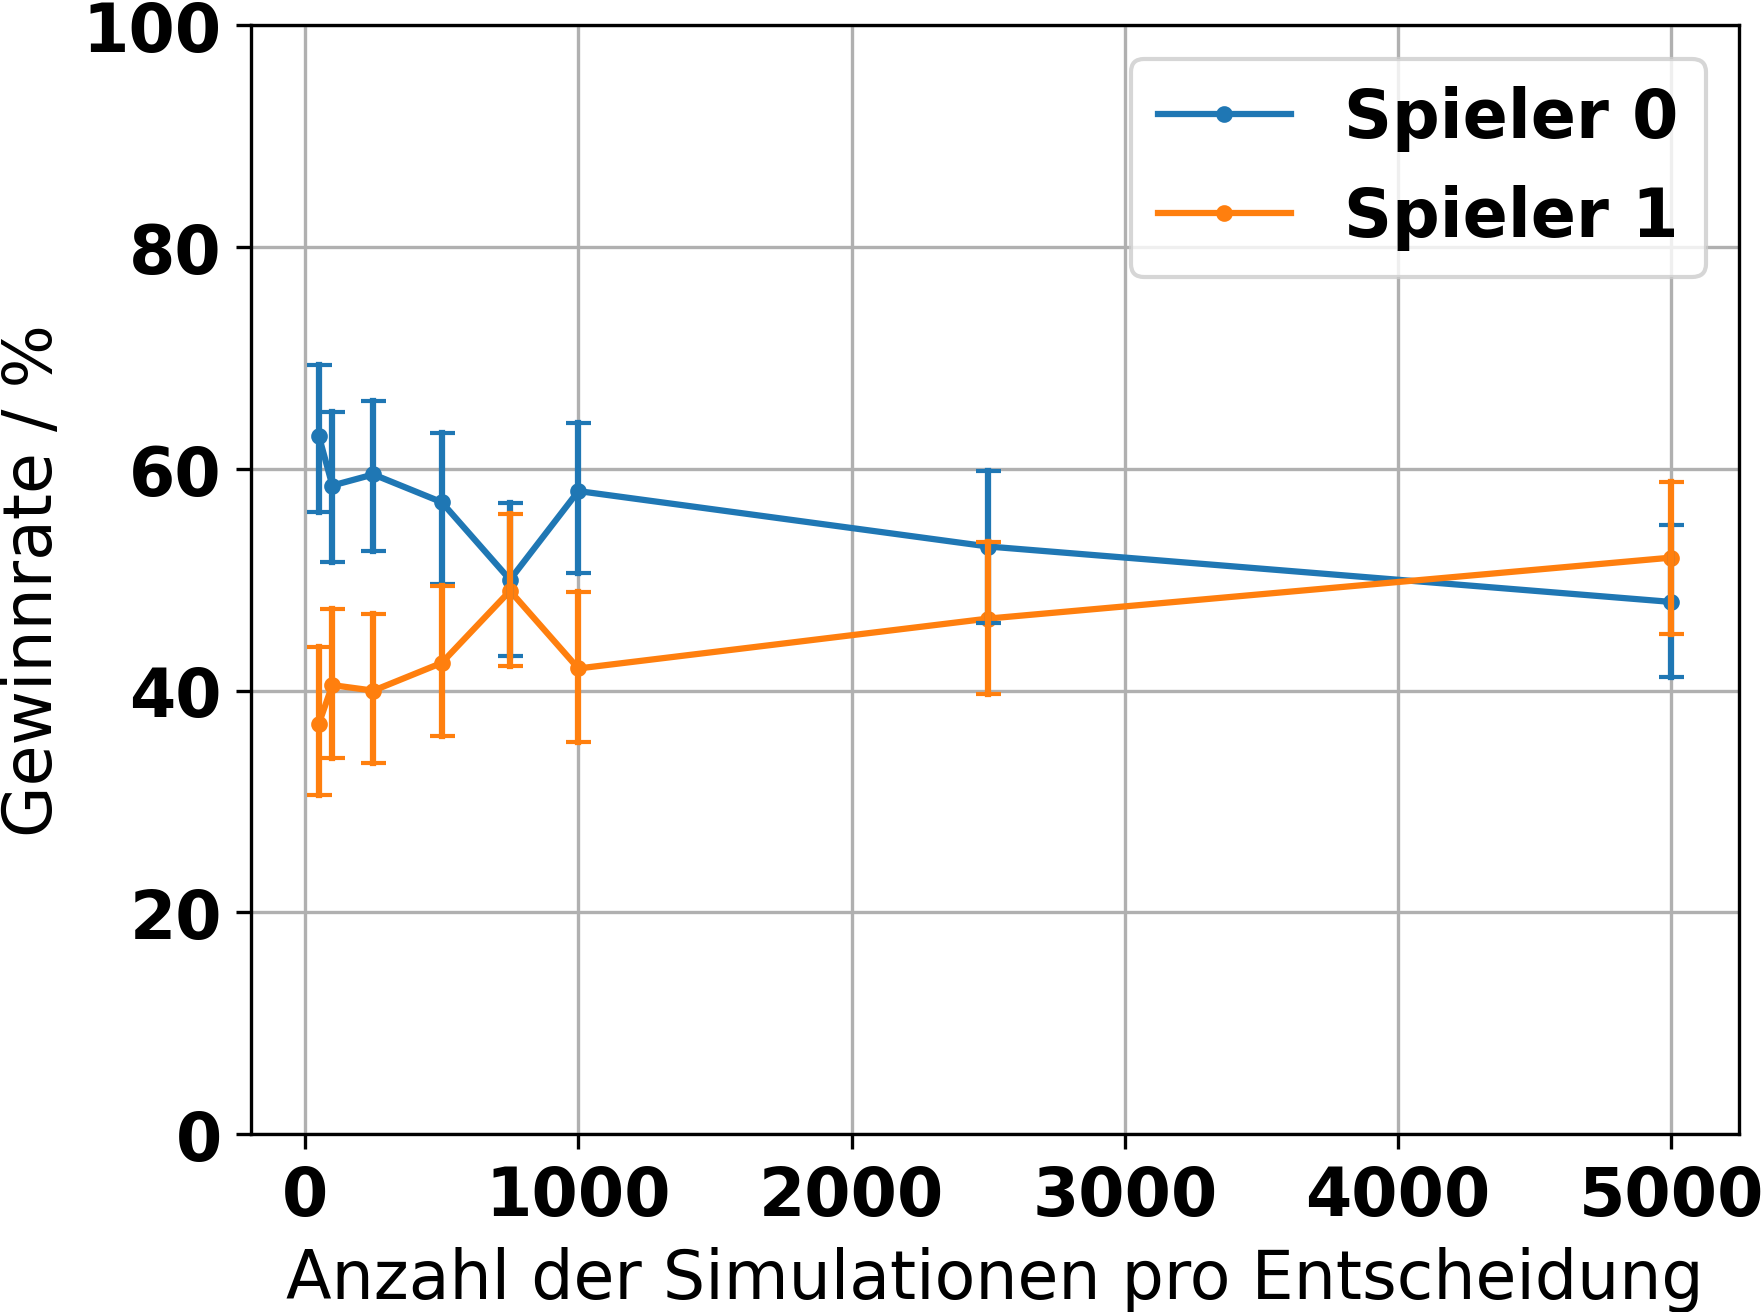 100
80
60
40
20
0
Gewinnrate / %
Spieler 0
Spieler 1
0 1000 2000 3000 4000 5000
Anzahl der Simulationen pro Entscheidung